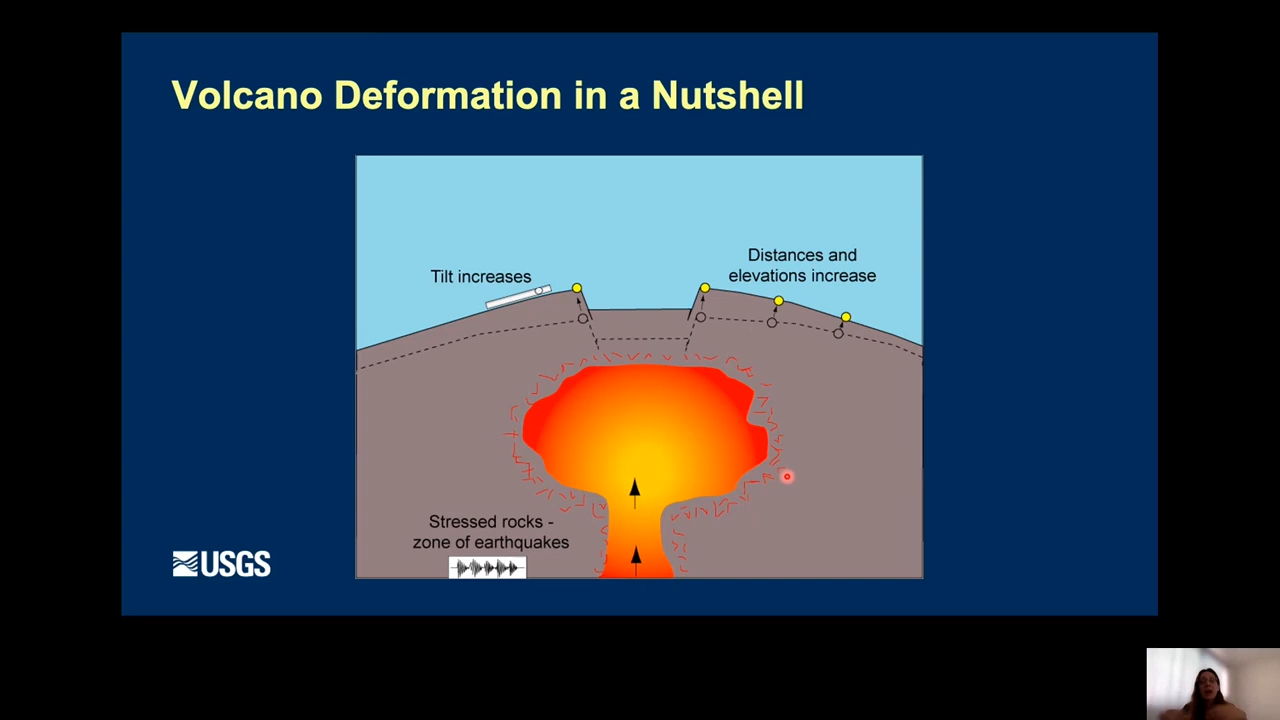 Volcano Deformation in a Nutshell
Tilt increases
Distances and
elevations increase
Stressed rocks -
zone of earthquakes
USGS